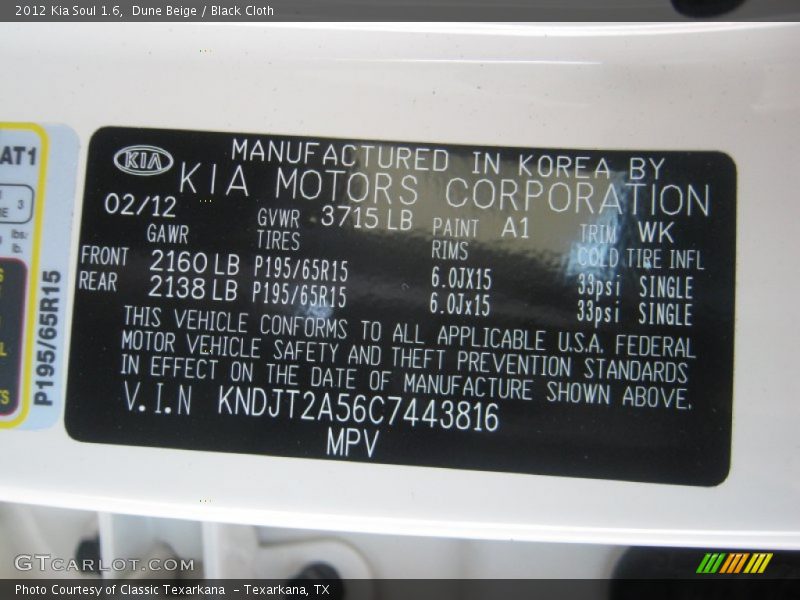 2012 Kia Soul 1.6, Dune Beige / Black Cloth
AT1
3
lbs
lb.
P195/65R15
KIA
MANUFACTURED IN KOREA BY
KIA MOTORS CORPORATION
02/12 GVWR 3715 LB PAINT A1 TRIM WK
GAWR TIRES RIMS COLD TIRE INFL
FRONT 2160 LB P195/65R15 6.0JX15 33psi SINGLE
REAR 2138 LB P195/65R15 6.0Jx15 33psi SINGLE
THIS VEHICLE CONFORMS TO ALL APPLICABLE U.S.A. FEDERAL
MOTOR VEHICLE SAFETY AND THEFT PREVENTION STANDARDS
IN EFFECT ON THE DATE OF MANUFACTURE SHOWN ABOVE.
V.I.N KNDJT2A56C7443816
MPV
GTCARLOT.COM
Photo Courtesy of Classic Texarkana - Texarkana, TX